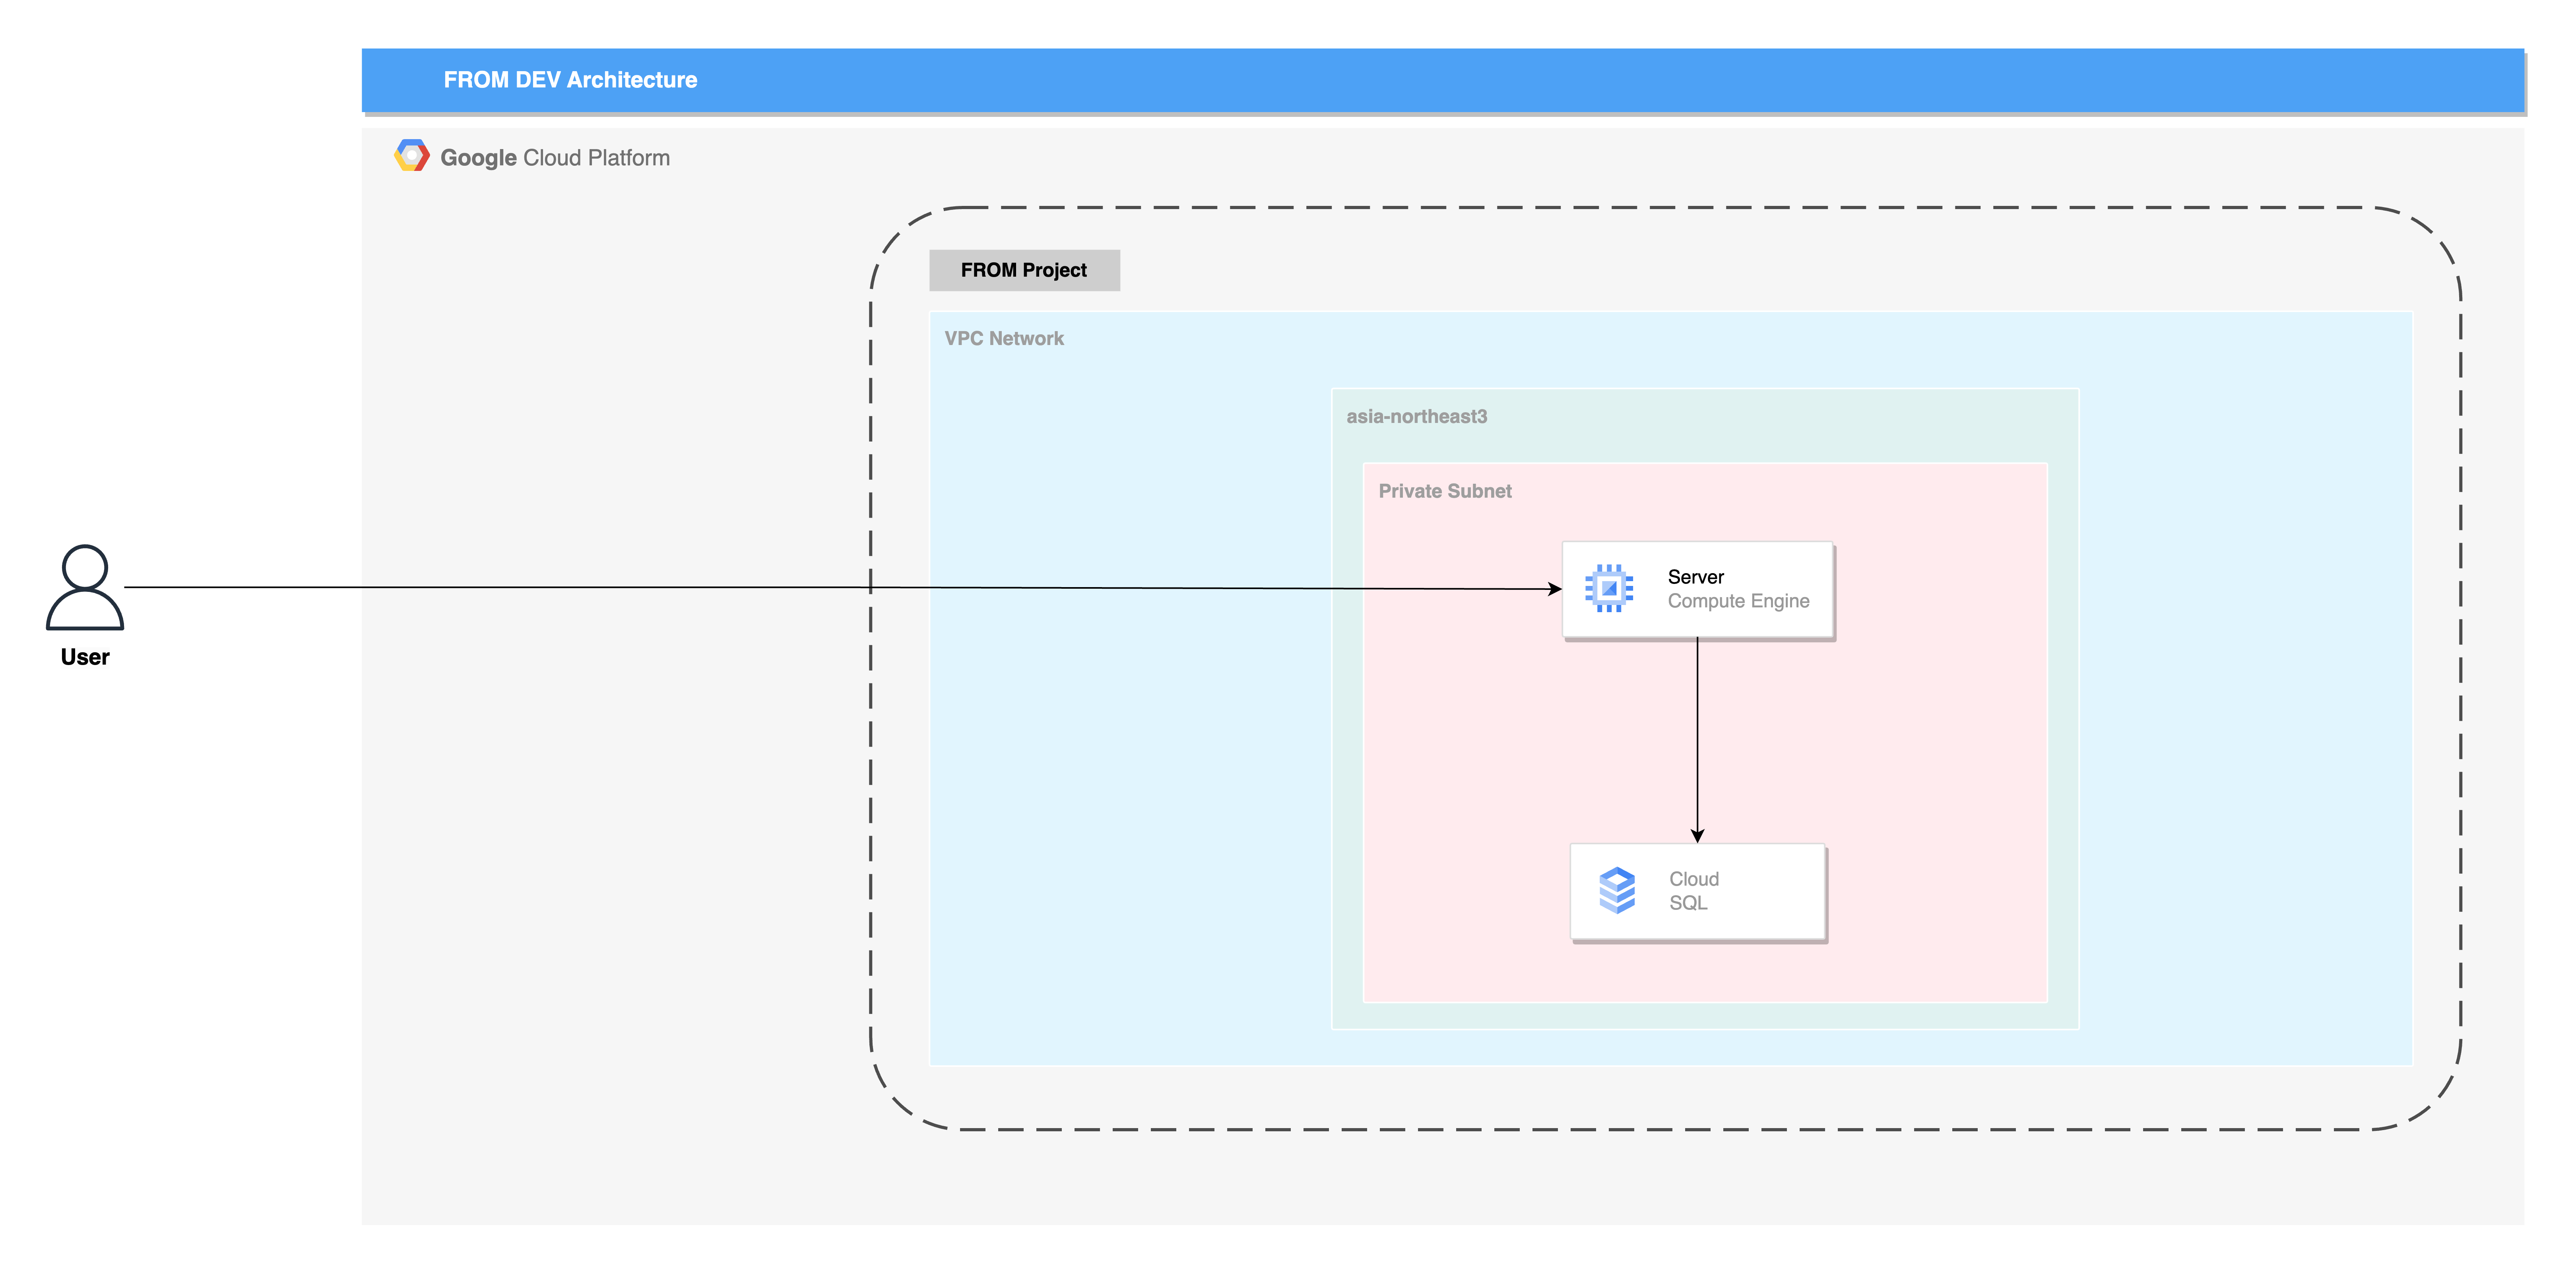 FROM DEV Architecture
Google Cloud Platform
FROM Project
VPC Network
asia-northeast3
Private Subnet
Server
Compute Engine
User
Cloud
SQL